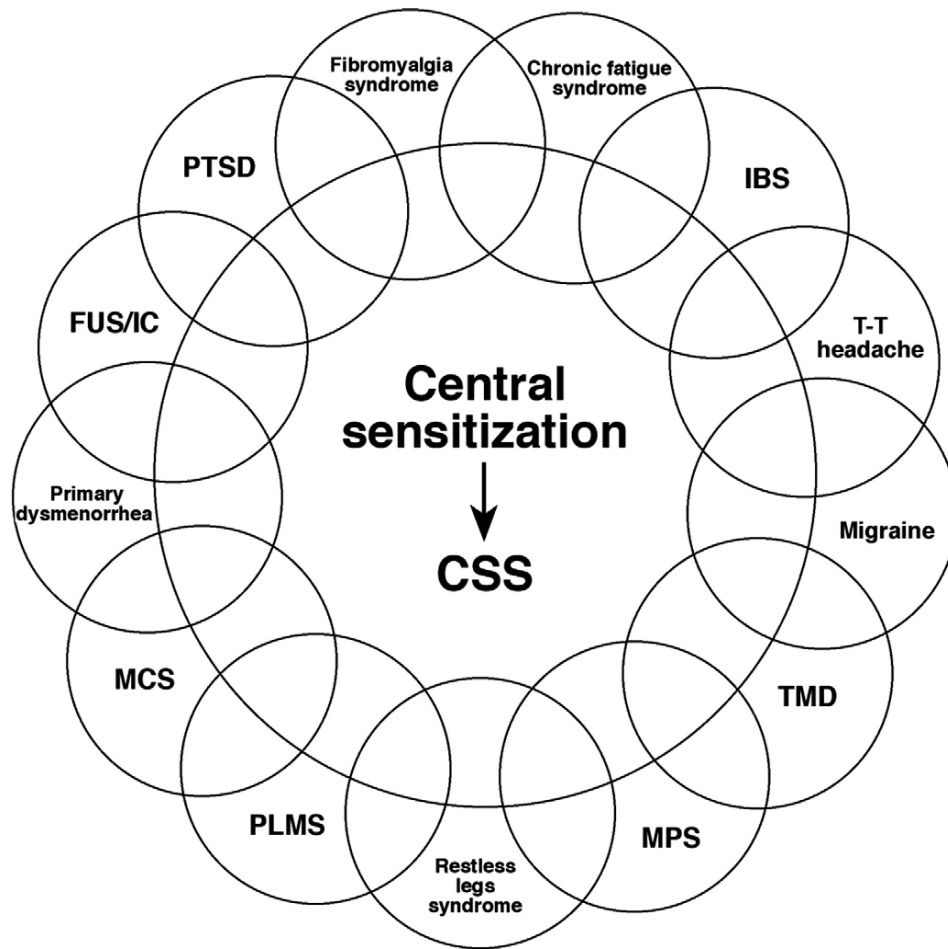 Fibromyalgia
syndrome
Chronic fatigue
syndrome
PTSD
IBS
FUS/IC
T-T
headache
Central
sensitization
CSS
Primary
dysmenorrhea
Migraine
MCS
TMD
PLMS
MPS
Restless
legs
syndrome